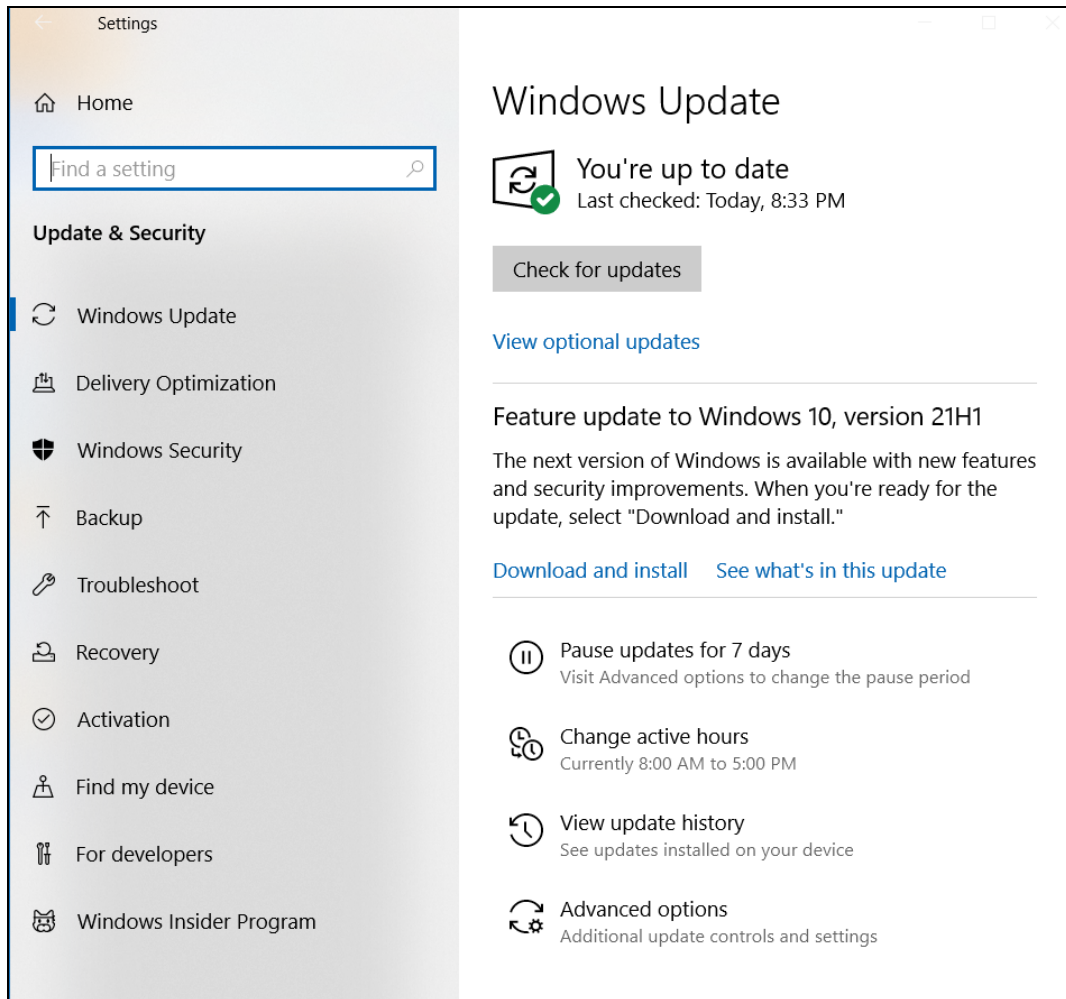 Settings
Home
Find a setting
Update & Security
Windows Update
Delivery Optimization
Windows Security
Backup
Troubleshoot
Recovery
Activation
Find my device
For developers
Windows Insider Program
Windows Update
You're up to date
Last checked: Today, 8:33 PM
Check for updates
View optional updates
Feature update to Windows 10, version 21H1
The next version of Windows is available with new features
and security improvements. When you're ready for the
update, select "Download and install."
Download and install See what's in this update
Pause updates for 7 days
Visit Advanced options to change the pause period
Change active hours
Currently 8:00 AM to 5:00 PM
View update history
See updates installed on your device
Advanced options
Additional update controls and settings